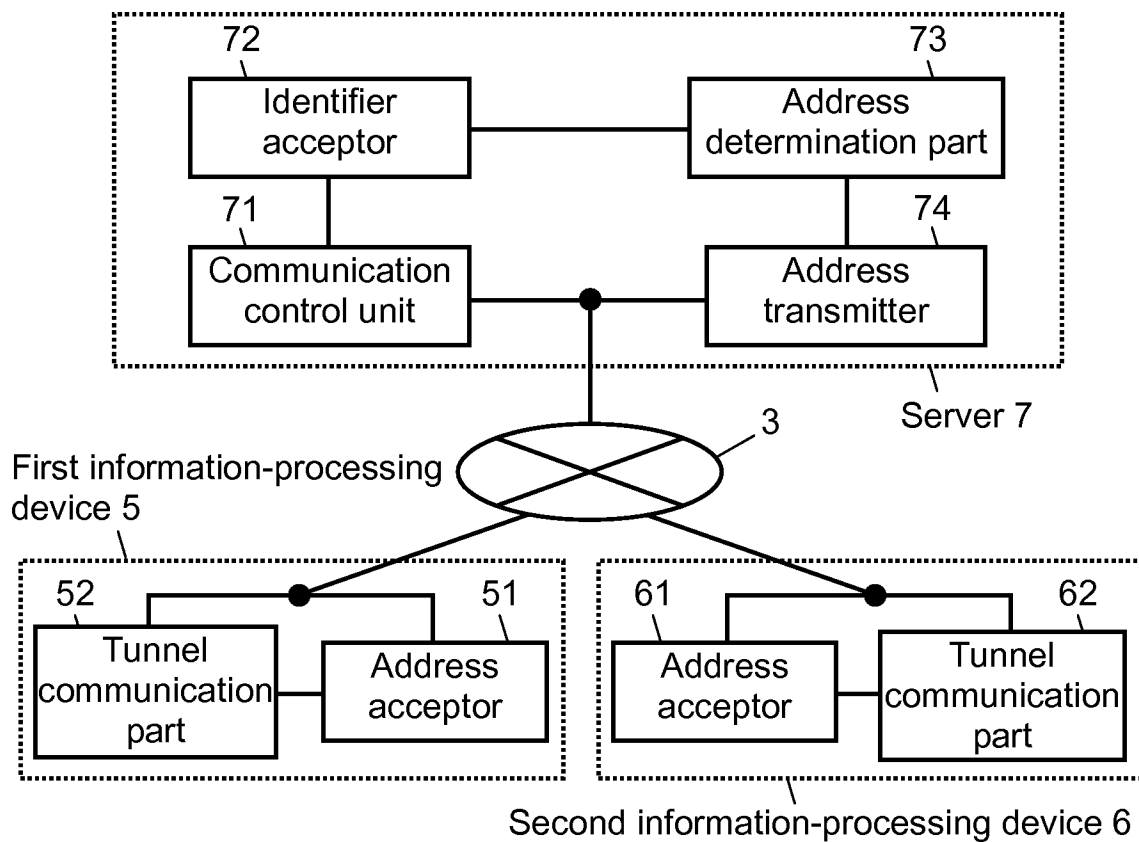 72
73
Identifier
acceptor
Address
determination part
71
74
Communication
control unit
Address
transmitter
Server 7
3
First information-processing
device 5
52
51
61
62
Tunnel
communication
part
Address
acceptor
Address
acceptor
Tunnel
communication
part
Second information-processing device 6